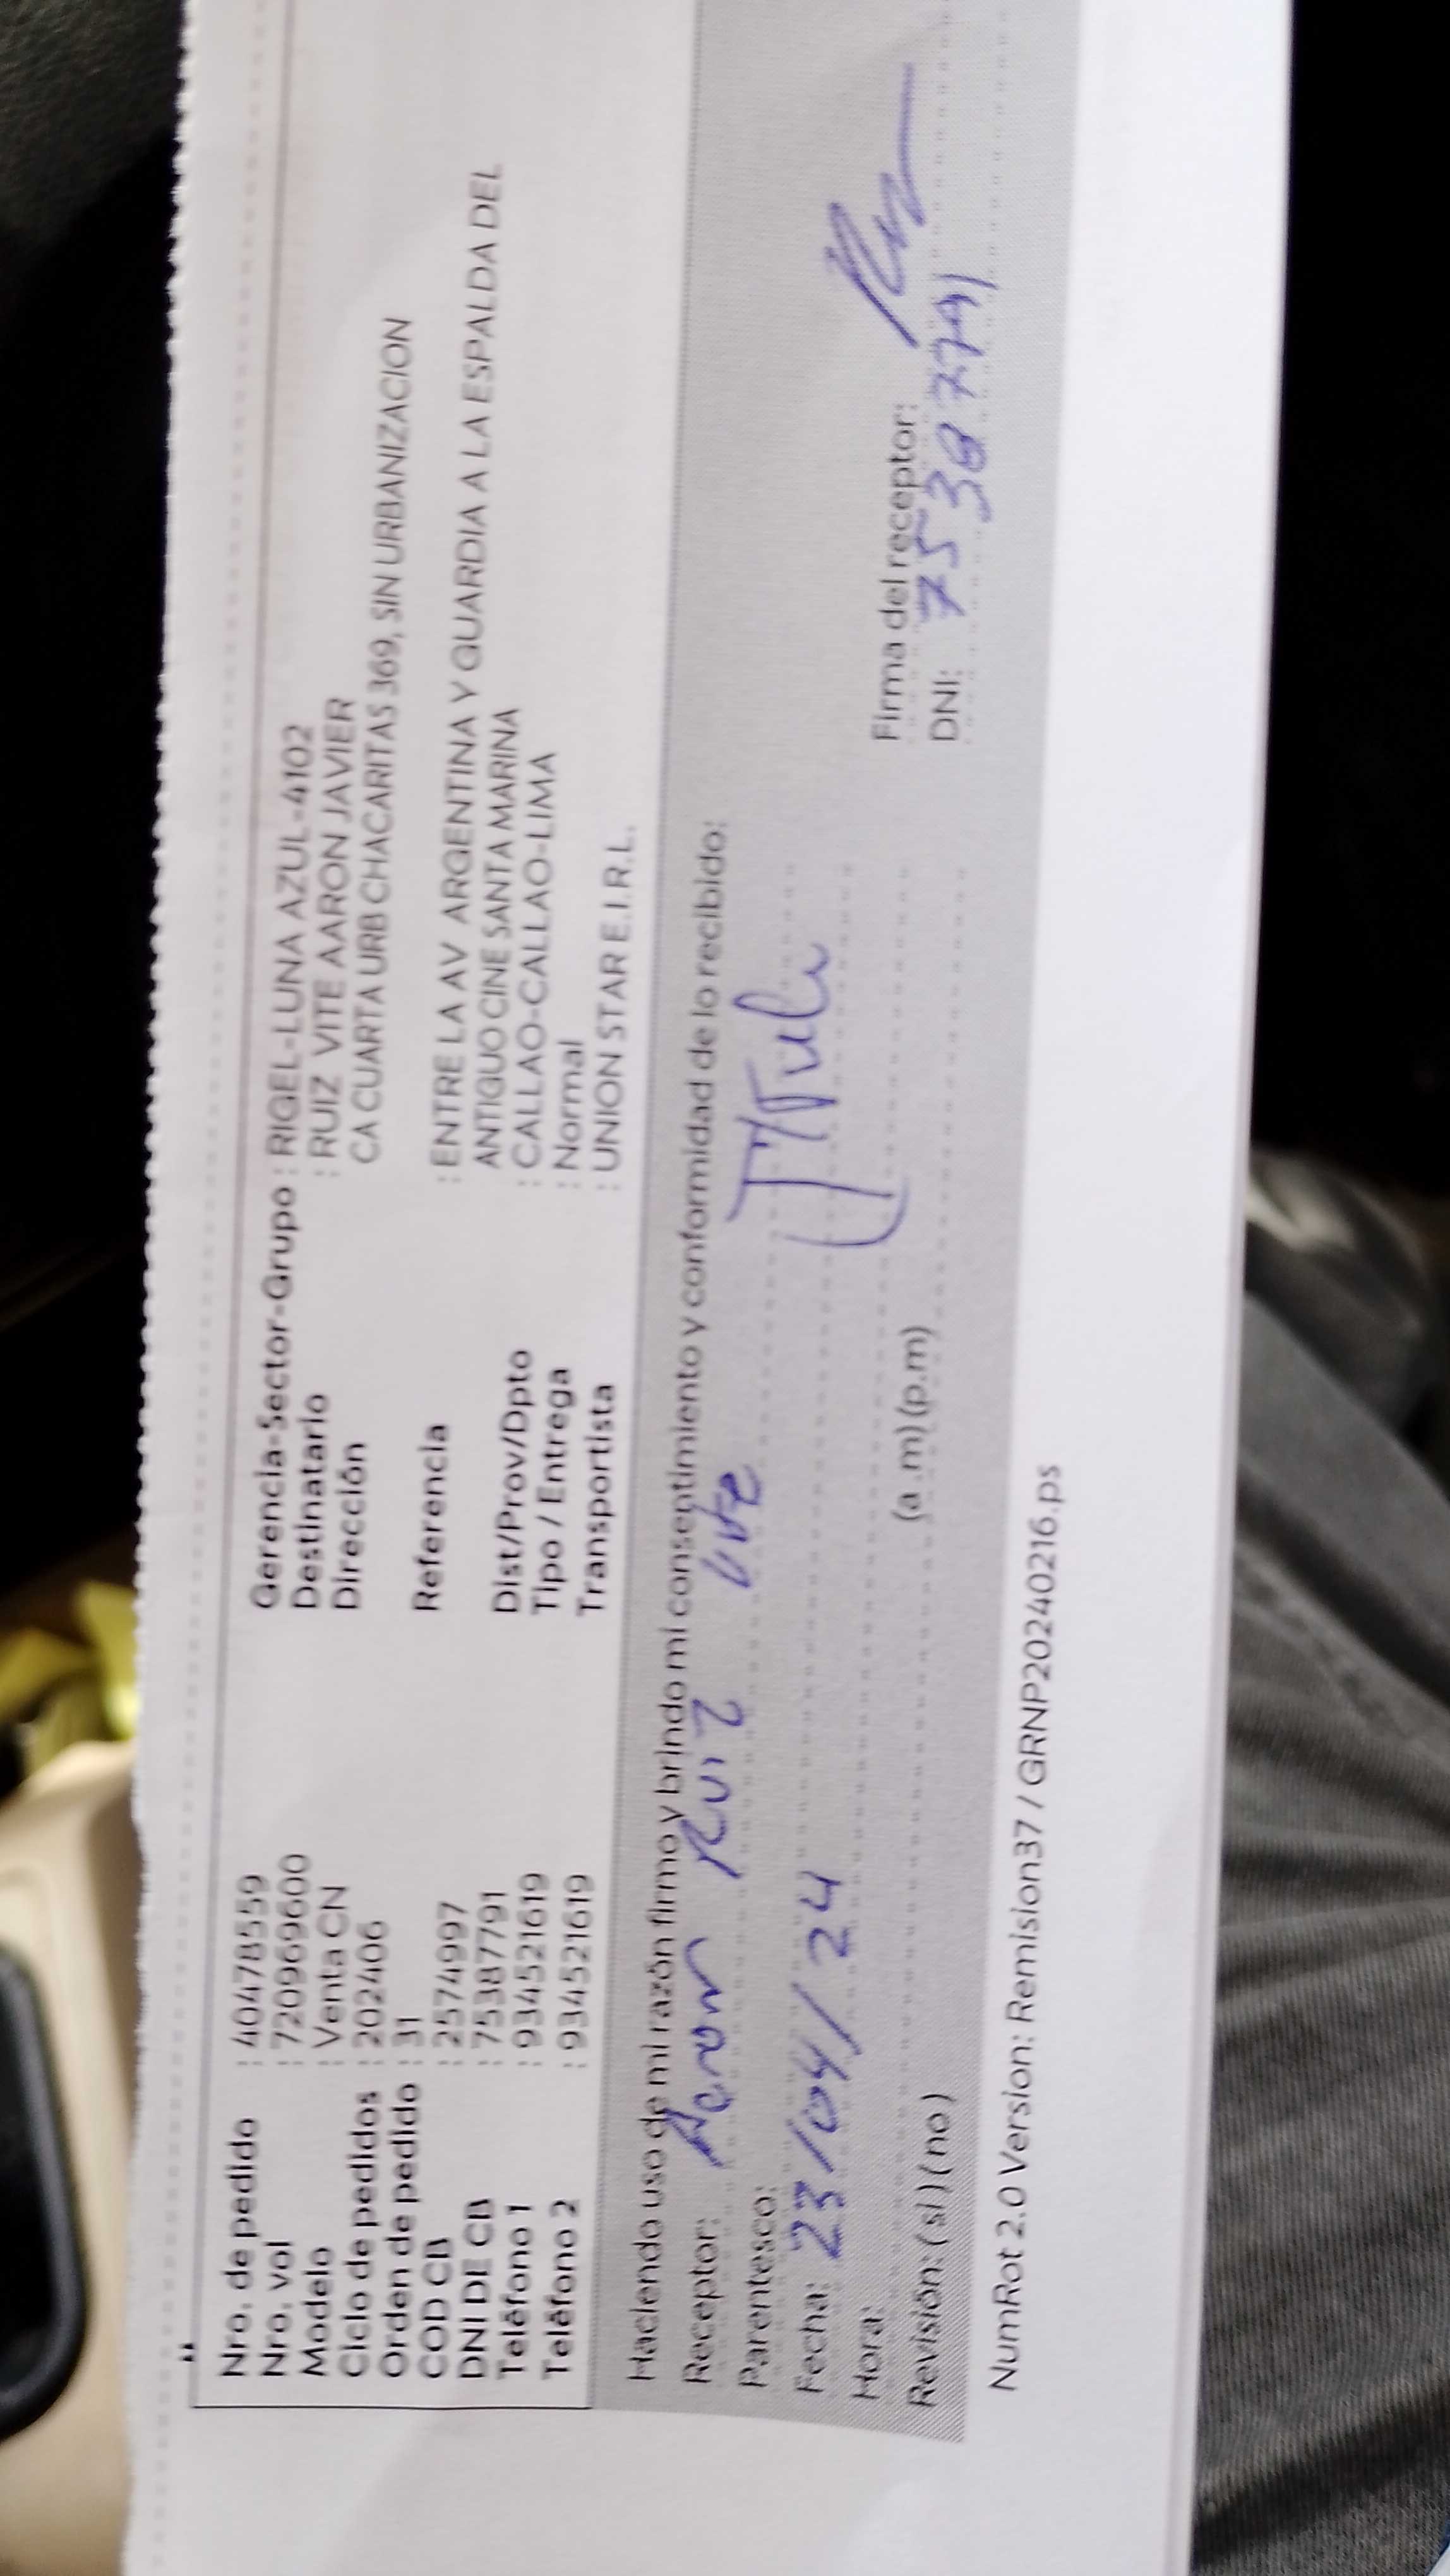 Nro. de pedido : 40478559
Nro. vol : 7209696O0
Modelo : Venta CN
Ciclo de pedidos : 202406
Orden de pedido : 31
COD CB : 2574997
DNI DE CB : 75387791
Teléfono 1 : 934521619
Teléfono 2 : 934521619
Gerencia-Sector-Grupo : RIGEL-LUNA AZUL-4102
Destinatario : RUIZ VITE AARON JAVIER
Dirección CA CUARTA URB CHACARITAS 369, SIN URBANIZACION
Referencia : ENTRE LA AV ARGENTINA Y GUARDIA A LA ESPALDA DEL
ANTIGUO CINE SANTA MARINA
Dist/Prov/Dpto : CALLAO-CALLAO-LIMA
Tipo / Entrega : Normal
Transportista : UNION STAR E.I.R.L.
Haciendo uso de mi razón firmo y brindo mi consentimiento y conformidad de lo recibido:
Receptor: Aaron Ruiz Vite
Parentesco:
Fecha: 23/04/24
Hora: (a.m)(p.m)
Revisión: (si)(no)
Firma del receptor:
DNI: 75387791
NumRot 2.0 Version: Remision37 / GRNP20240216.ps